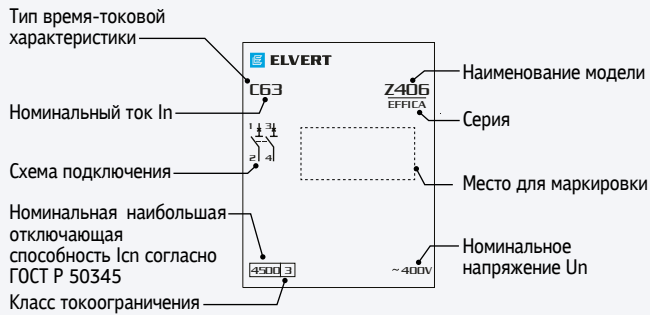 Тип время-токовой
характеристики
Номинальный ток In
Схема подключения
Номинальная наибольшая
отключающая
способность Icn согласно
ГОСТ Р 50345
Класс токоограничения
ELVERT
C63
Z406
EFFICA
1 3
2 4
4500 3
~400V
Наименование модели
Серия
Место для маркировки
Номинальное
напряжение Un